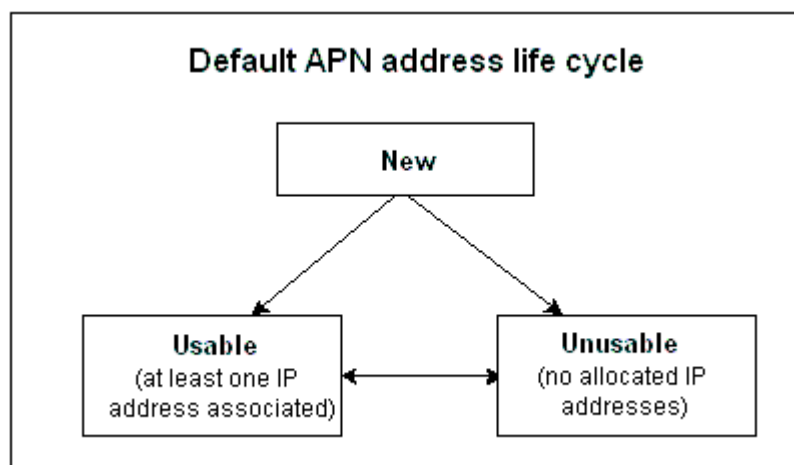 Default APN address life cycle
New
Usable
(at least one IP
address associated)
Unusable
(no allocated IP
addresses)